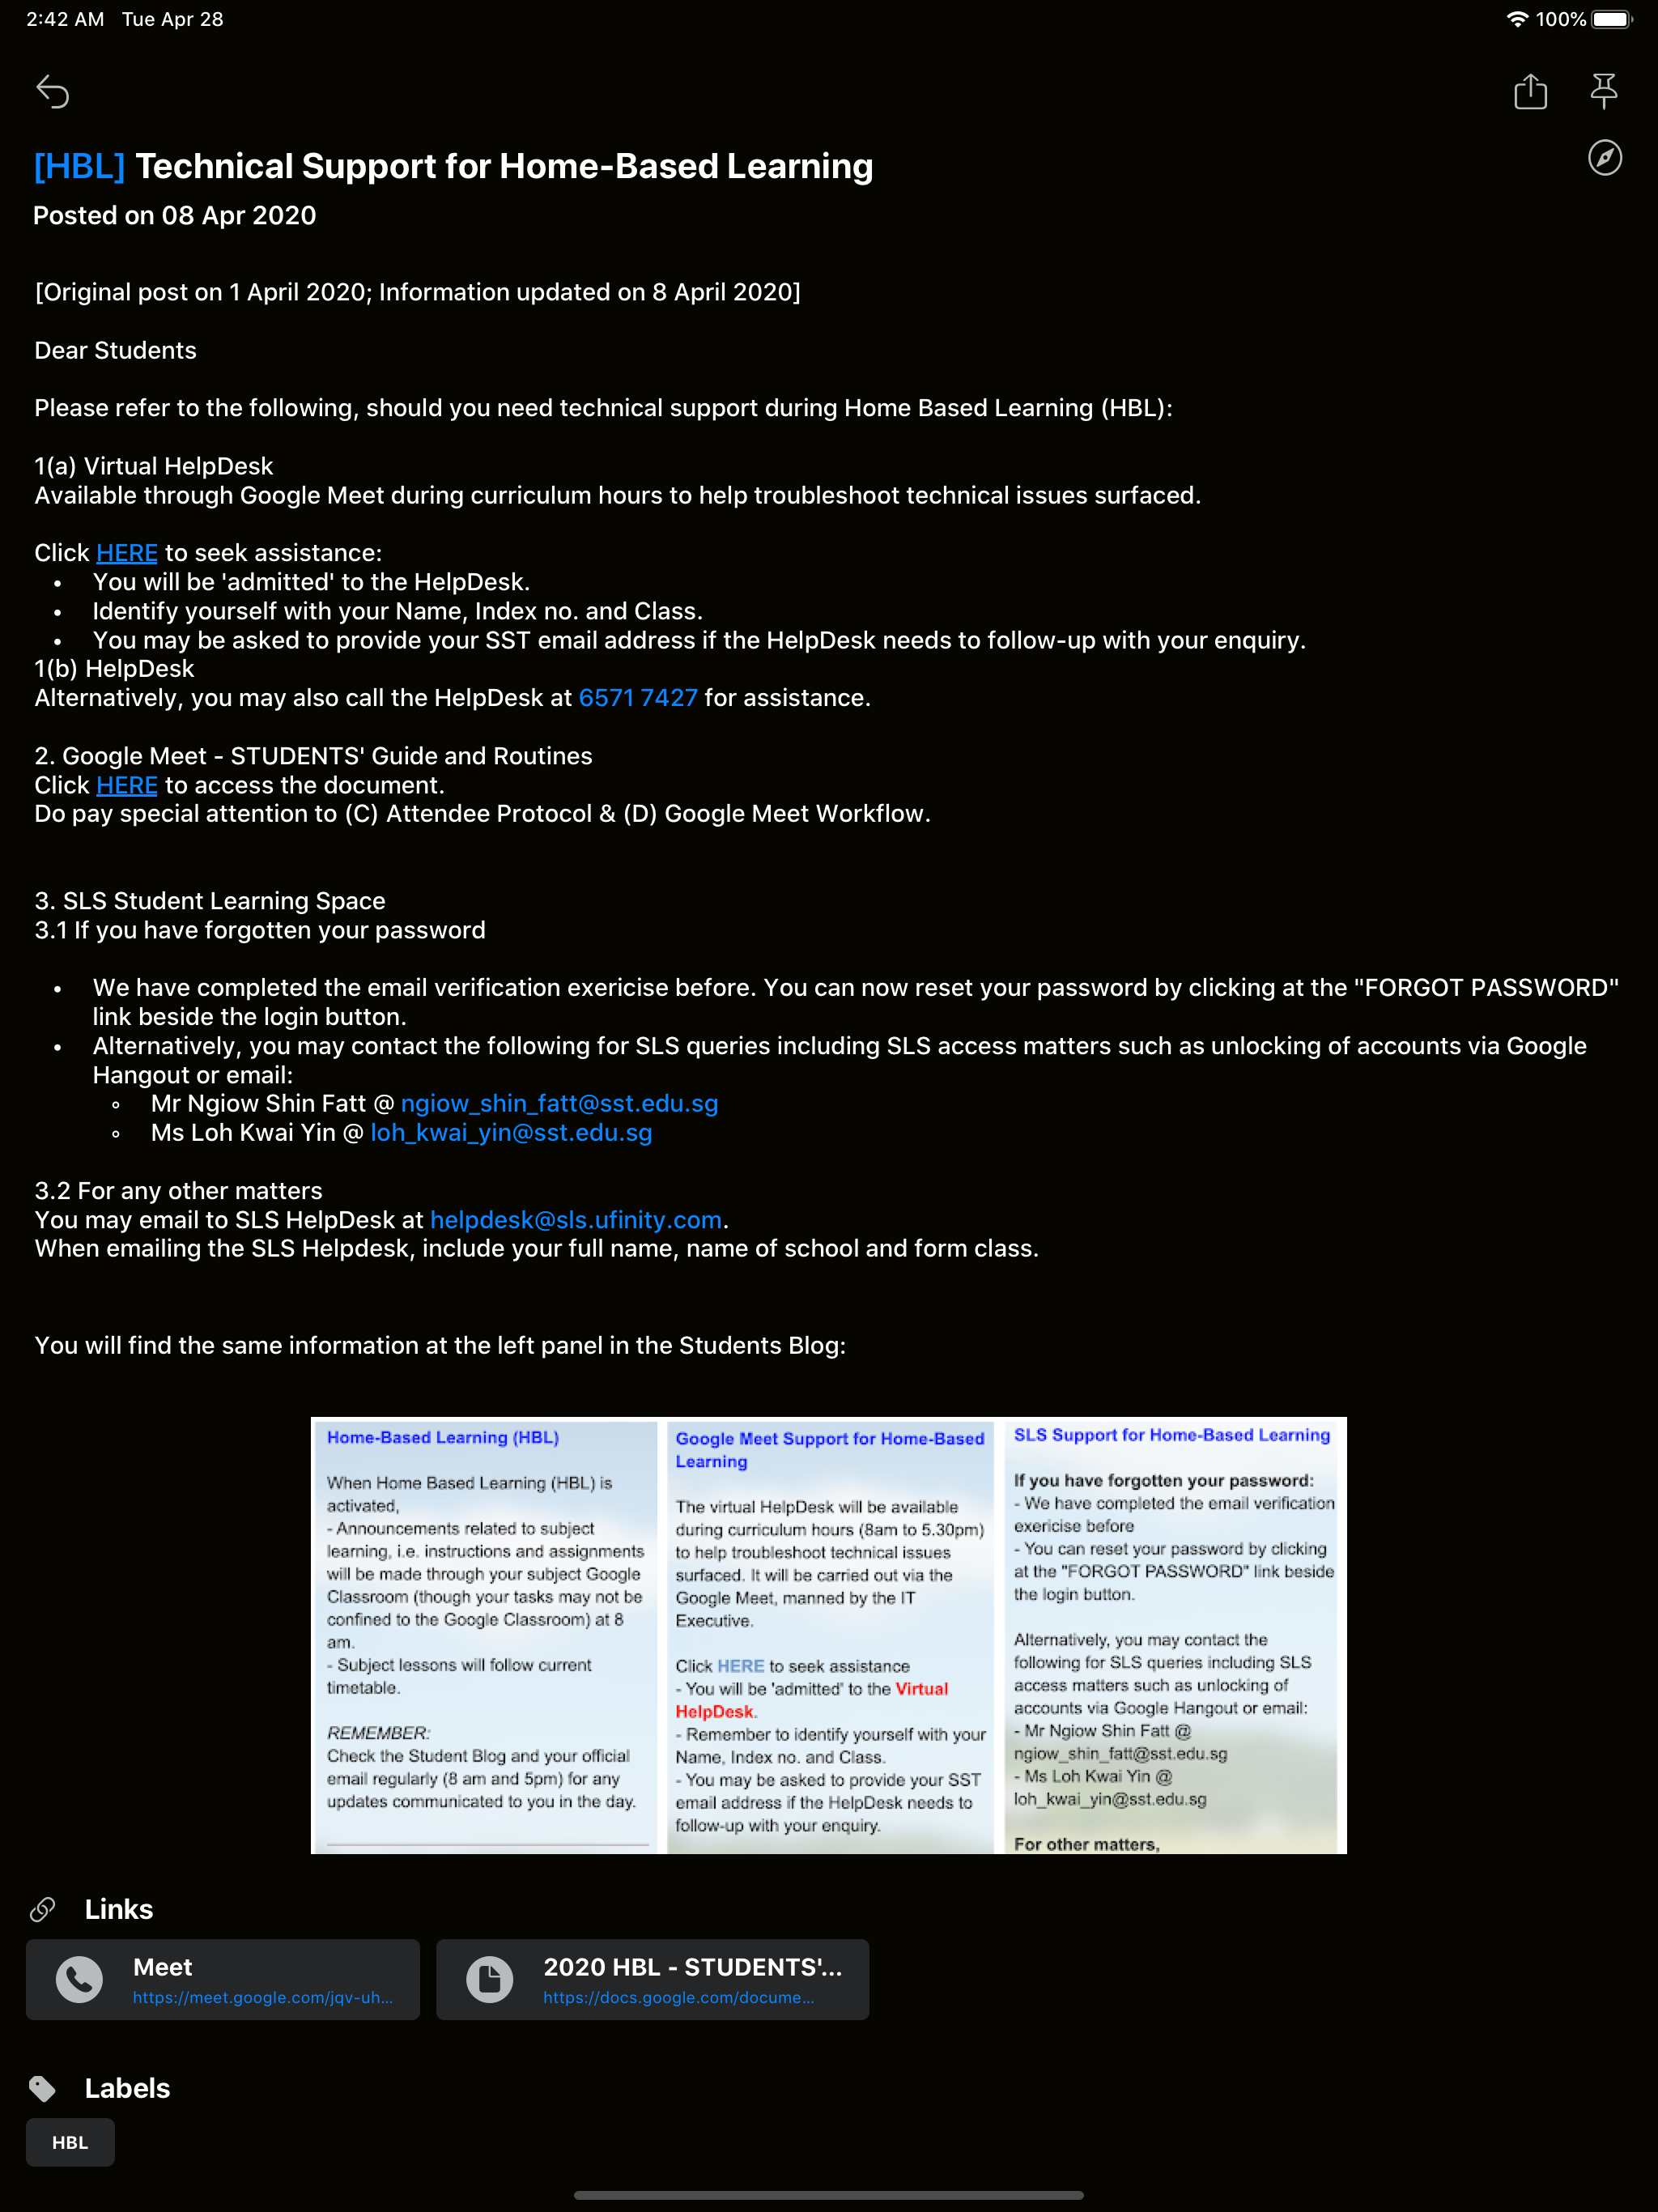 2:42 AM Tue Apr 28
100%
[HBL] Technical Support for Home-Based Learning
Posted on 08 Apr 2020
[Original post on 1 April 2020; Information updated on 8 April 2020]
Dear Students
Please refer to the following, should you need technical support during Home Based Learning (HBL):
1(a) Virtual HelpDesk
Available through Google Meet during curriculum hours to help troubleshoot technical issues surfaced.
Click HERE to seek assistance:
• You will be 'admitted' to the HelpDesk.
• Identify yourself with your Name, Index no. and Class.
• You may be asked to provide your SST email address if the HelpDesk needs to follow-up with your enquiry.
1(b) HelpDesk
Alternatively, you may also call the HelpDesk at 6571 7427 for assistance.
2. Google Meet - STUDENTS' Guide and Routines
Click HERE to access the document.
Do pay special attention to (C) Attendee Protocol & (D) Google Meet Workflow.
3. SLS Student Learning Space
3.1 If you have forgotten your password
• We have completed the email verification exericise before. You can now reset your password by clicking at the "FORGOT PASSWORD"
link beside the login button.
• Alternatively, you may contact the following for SLS queries including SLS access matters such as unlocking of accounts via Google
Hangout or email:
◦ Mr Ngiow Shin Fatt @ ngiow_shin_fatt@sst.edu.sg
◦ Ms Loh Kwai Yin @ loh_kwai_yin@sst.edu.sg
3.2 For any other matters
You may email to SLS HelpDesk at helpdesk@sls.ufinity.com.
When emailing the SLS Helpdesk, include your full name, name of school and form class.
You will find the same information at the left panel in the Students Blog:
Home-Based Learning (HBL)
When Home Based Learning (HBL) is
activated,
- Announcements related to subject
learning, i.e. instructions and assignments
will be made through your subject Google
Classroom (though your tasks may not be
confined to the Google Classroom) at 8
am.
- Subject lessons will follow current
timetable.
REMEMBER:
Check the Student Blog and your official
email regularly (8 am and 5pm) for any
updates communicated to you in the day.
Google Meet Support for Home-Based
Learning
The virtual HelpDesk will be available
during curriculum hours (8am to 5.30pm)
to help troubleshoot technical issues
surfaced. It will be carried out via the
Google Meet, manned by the IT
Executive.
Click HERE to seek assistance
- You will be 'admitted' to the Virtual
HelpDesk.
- Remember to identify yourself with your
Name, Index no. and Class.
- You may be asked to provide your SST
email address if the HelpDesk needs to
follow-up with your enquiry.
SLS Support for Home-Based Learning
If you have forgotten your password:
- We have completed the email verification
exericise before
- You can reset your password by clicking
at the "FORGOT PASSWORD" link beside
the login button.
Alternatively, you may contact the
following for SLS queries including SLS
access matters such as unlocking of
accounts via Google Hangout or email:
- Mr Ngiow Shin Fatt @
ngiow_shin_fatt@sst.edu.sg
- Ms Loh Kwai Yin @
loh_kwai_yin@sst.edu.sg
For other matters,
Links
Meet
https://meet.google.com/jqv-uh...
2020 HBL - STUDENTS'...
https://docs.google.com/docume...
Labels
HBL